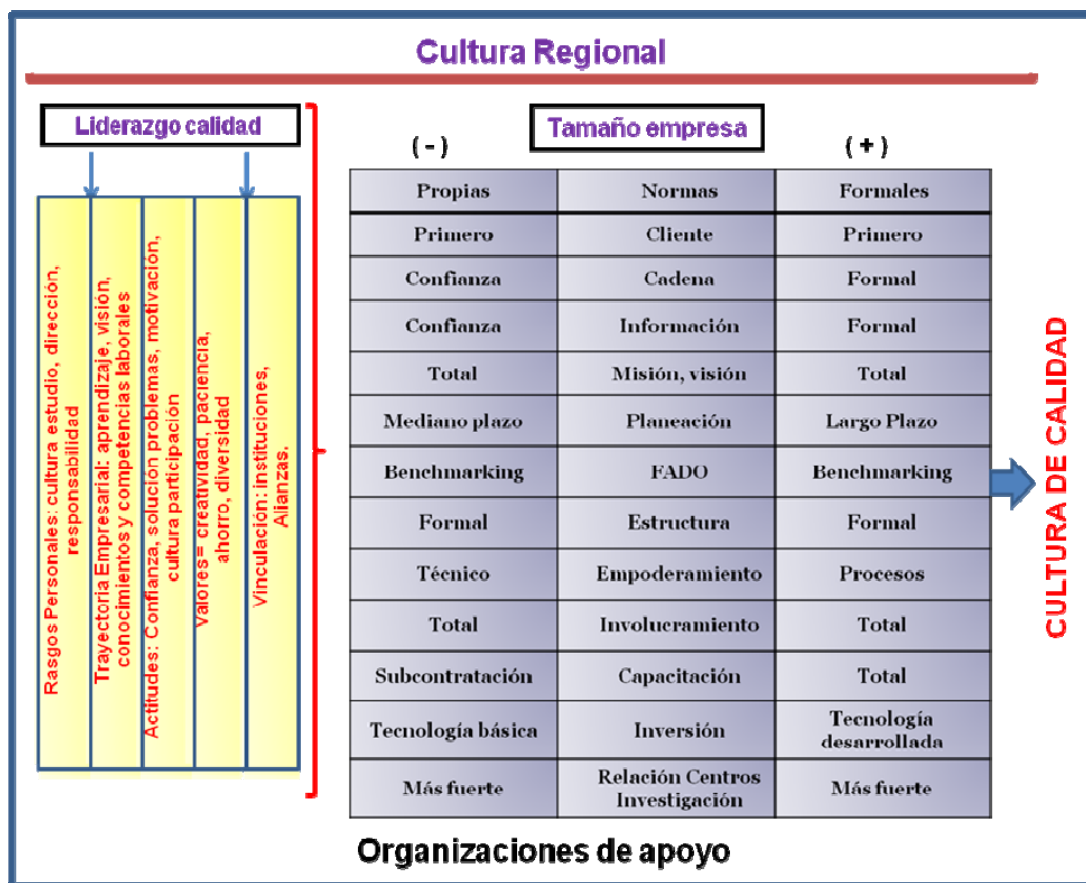 Cultura Regional
Liderazgo calidad
Rasgos Personales: cultura estudio, dirección,
responsabilidad
Trayectoria Empresarial: aprendizaje, visión,
conocimientos y competencias laborales
Actitudes: Confianza, solución problemas, motivación,
cultura participación
Valores= creatividad, paciencia,
ahorro, diversidad
Vinculación: instituciones,
Alianzas.
( - )
Tamaño empresa
( + )
Propias Normas Formales
Primero Cliente Primero
Confianza Cadena Formal
Confianza Información Formal
Total Misión, visión Total
Mediano plazo Planeación Largo Plazo
Benchmarking FADO Benchmarking
Formal Estructura Formal
Técnico Empoderamiento Procesos
Total Involucramiento Total
Subcontratación Capacitación Total
Tecnología básica Inversión Tecnología
desarrollada
Más fuerte Relación Centros Más fuerte
Investigación
CULTURA DE CALIDAD
Organizaciones de apoyo